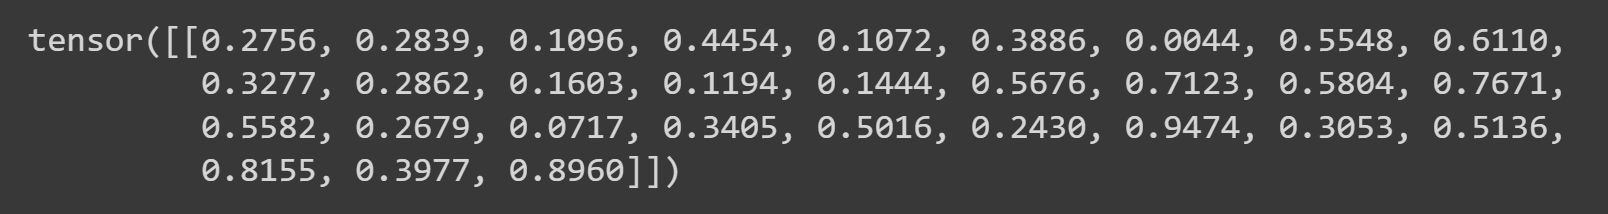 tensor([[0.2756, 0.2839, 0.1096, 0.4454, 0.1072, 0.3886, 0.0044, 0.5548, 0.6110,
0.3277, 0.2862, 0.1603, 0.1194, 0.1444, 0.5676, 0.7123, 0.5804, 0.7671,
0.5582, 0.2679, 0.0717, 0.3405, 0.5016, 0.2430, 0.9474, 0.3053, 0.5136,
0.8155, 0.3977, 0.8960]])